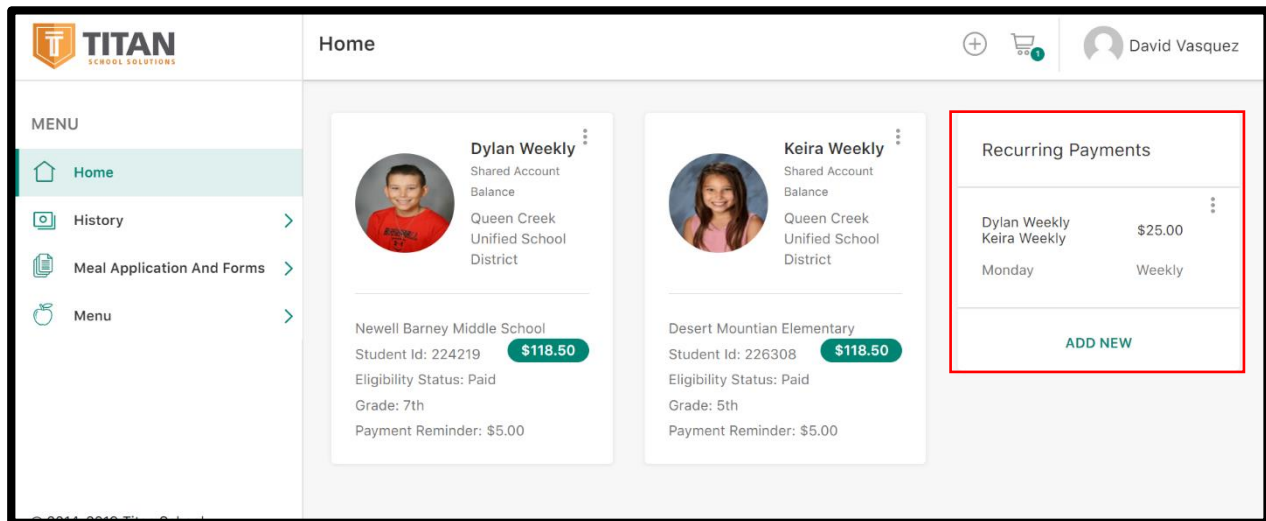 TITAN
SCHOOL SOLUTIONS
Home
1
David Vasquez
MENU
Home
History
Meal Application And Forms
Menu
Dylan Weekly
Shared Account
Balance
Queen Creek
Unified School
District
Newell Barney Middle School
Student Id: 224219
$118.50
Eligibility Status: Paid
Grade: 7th
Payment Reminder: $5.00
Keira Weekly
Shared Account
Balance
Queen Creek
Unified School
District
Desert Mountian Elementary
Student Id: 226308
$118.50
Eligibility Status: Paid
Grade: 5th
Payment Reminder: $5.00
Recurring Payments
Dylan Weekly
Keira Weekly
$25.00
Monday
Weekly
ADD NEW